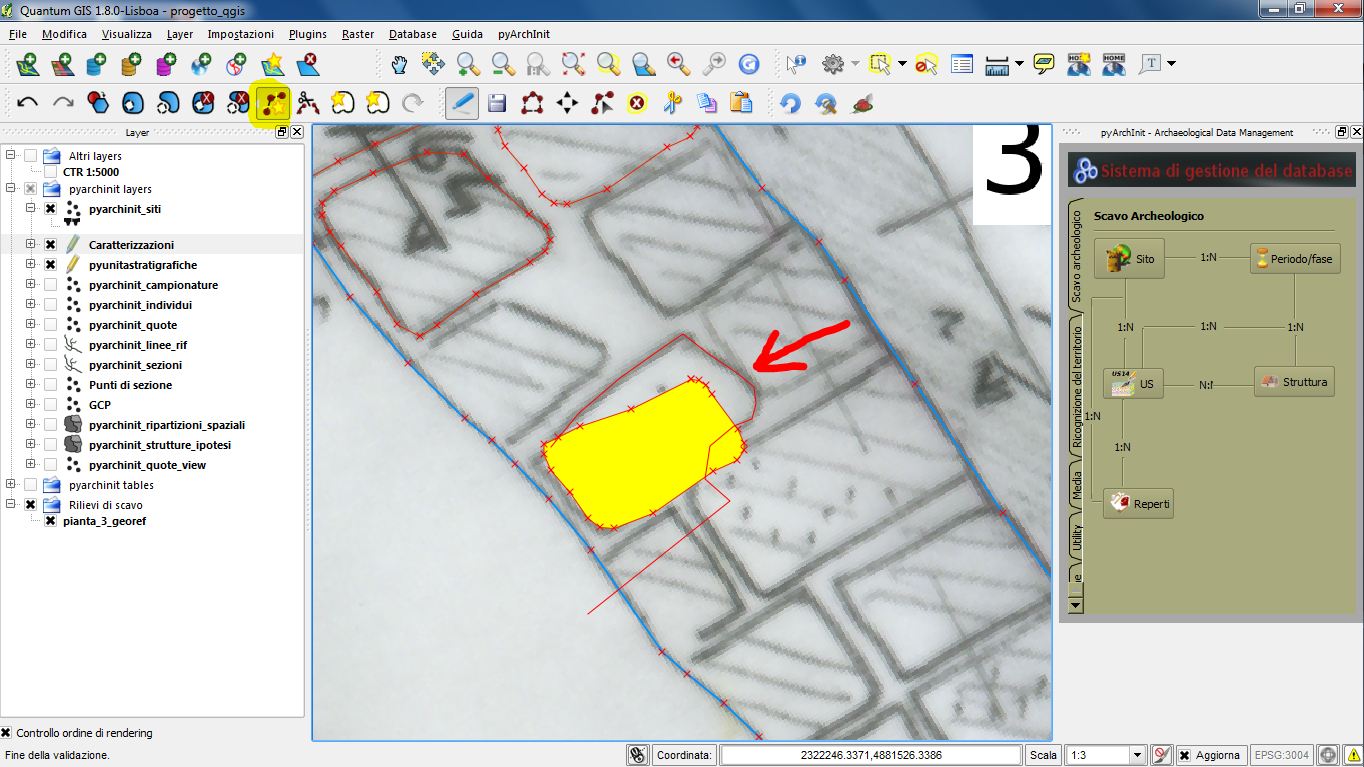 Quantum GIS 1.8.0-Lisboa - progetto_qgis
File Modifica Visualizza Layer Impostazioni Plugins Raster Database Guida pyArchInit
HOME
HOME
T
Layer
Altri layers
CTR 1:5000
pyarchinit layers
pyarchinit_siti
Caratterizzazioni
pyunitastratigrafiche
pyarchinit_campionature
pyarchinit_individui
pyarchinit_quote
pyarchinit_linee_rif
pyarchinit_sezioni
Punti di sezione
GCP
pyarchinit_ripartizioni_spaziali
pyarchinit_strutture_ipotesi
pyarchinit_quote_view
pyarchinit tables
Rilievi di scavo
pianta_3_georef
Controllo ordine di rendering
3
pyArchInit - Archaeological Data Management
Sistema di gestione del database
Scavo archeologico
Ricognizione del territorio
Media
Utility
Scavo Archeologico
Sito
1:N
Periodo/fase
1:N
1:N
1:N
US14
US
N:f
Struttura
1:N
1:N
Reperti
Fine della validazione.
Coordinata:
2322246.3371,4881526.3386
Scala
1:3
Aggiorna
EPSG:3004